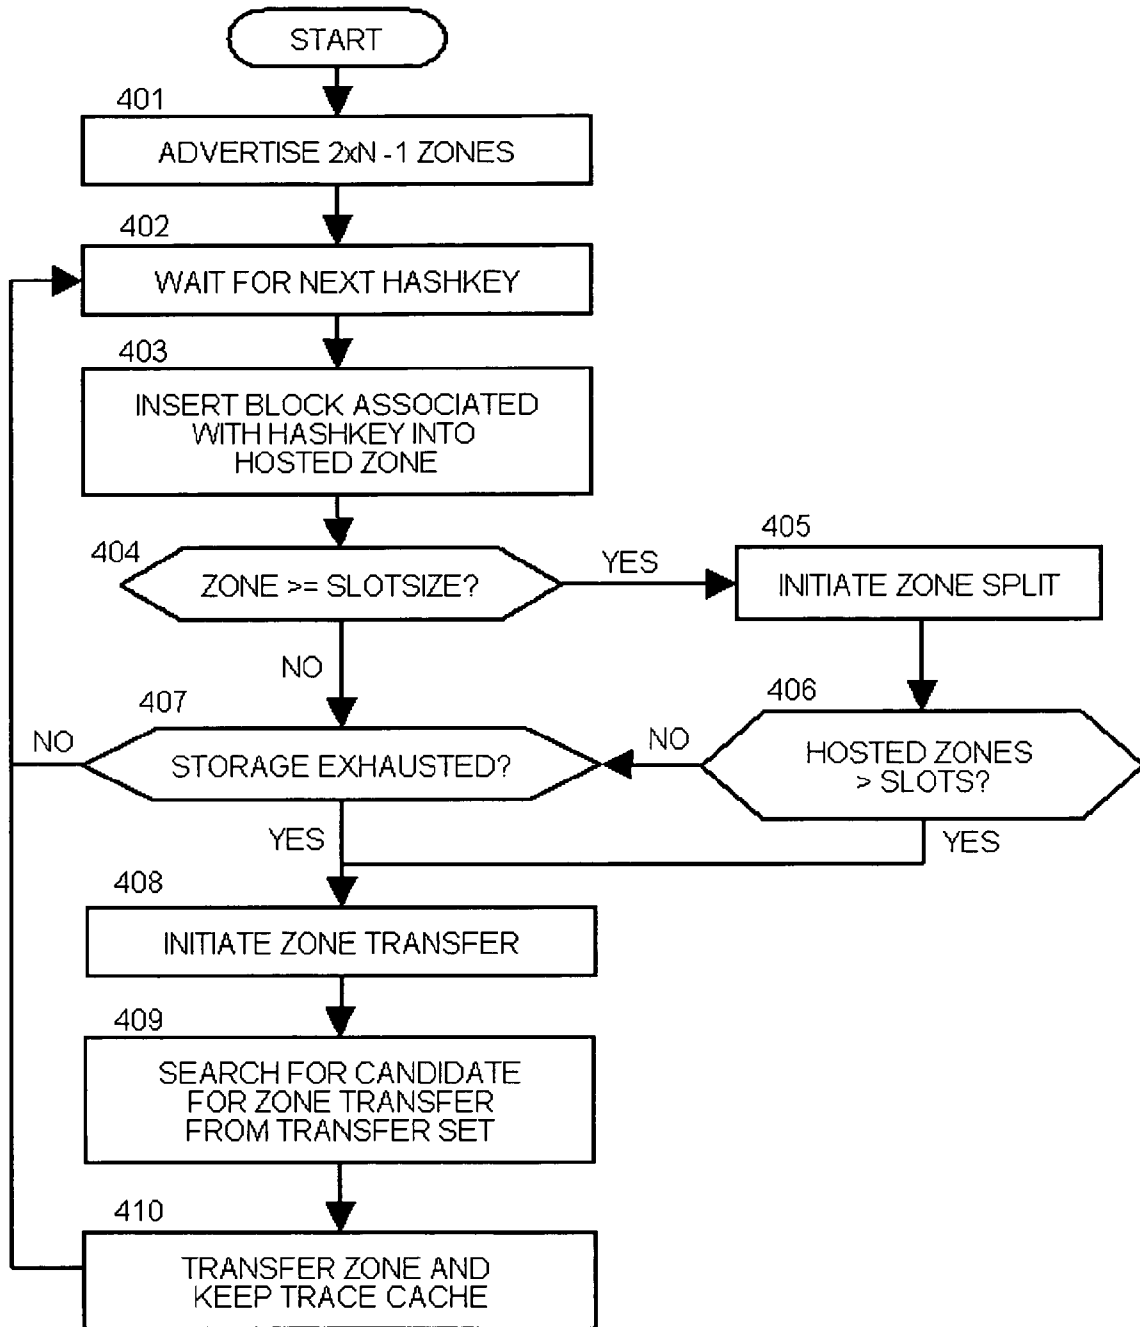 START
401
ADVERTISE 2xN -1 ZONES
402
WAIT FOR NEXT HASHKEY
403
INSERT BLOCK ASSOCIATED
WITH HASHKEY INTO
HOSTED ZONE
404
ZONE >= SLOTSIZE?
YES
405
INITIATE ZONE SPLIT
NO
406
HOSTED ZONES
> SLOTS?
NO
YES
407
STORAGE EXHAUSTED?
NO
YES
408
INITIATE ZONE TRANSFER
409
SEARCH FOR CANDIDATE
FOR ZONE TRANSFER
FROM TRANSFER SET
410
TRANSFER ZONE AND
KEEP TRACE CACHE